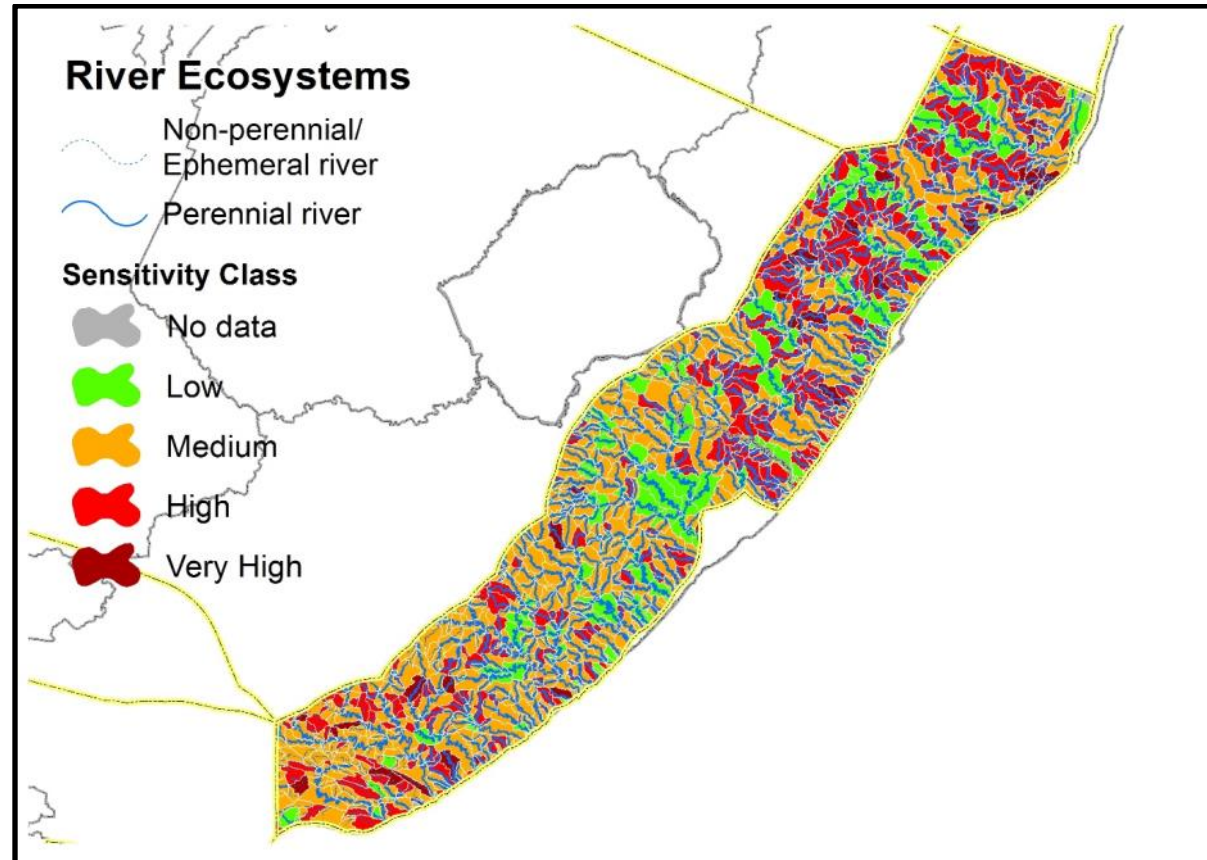 River Ecosystems
Non-perennial/
Ephemeral river
Perennial river
Sensitivity Class
No data
Low
Medium
High
Very High